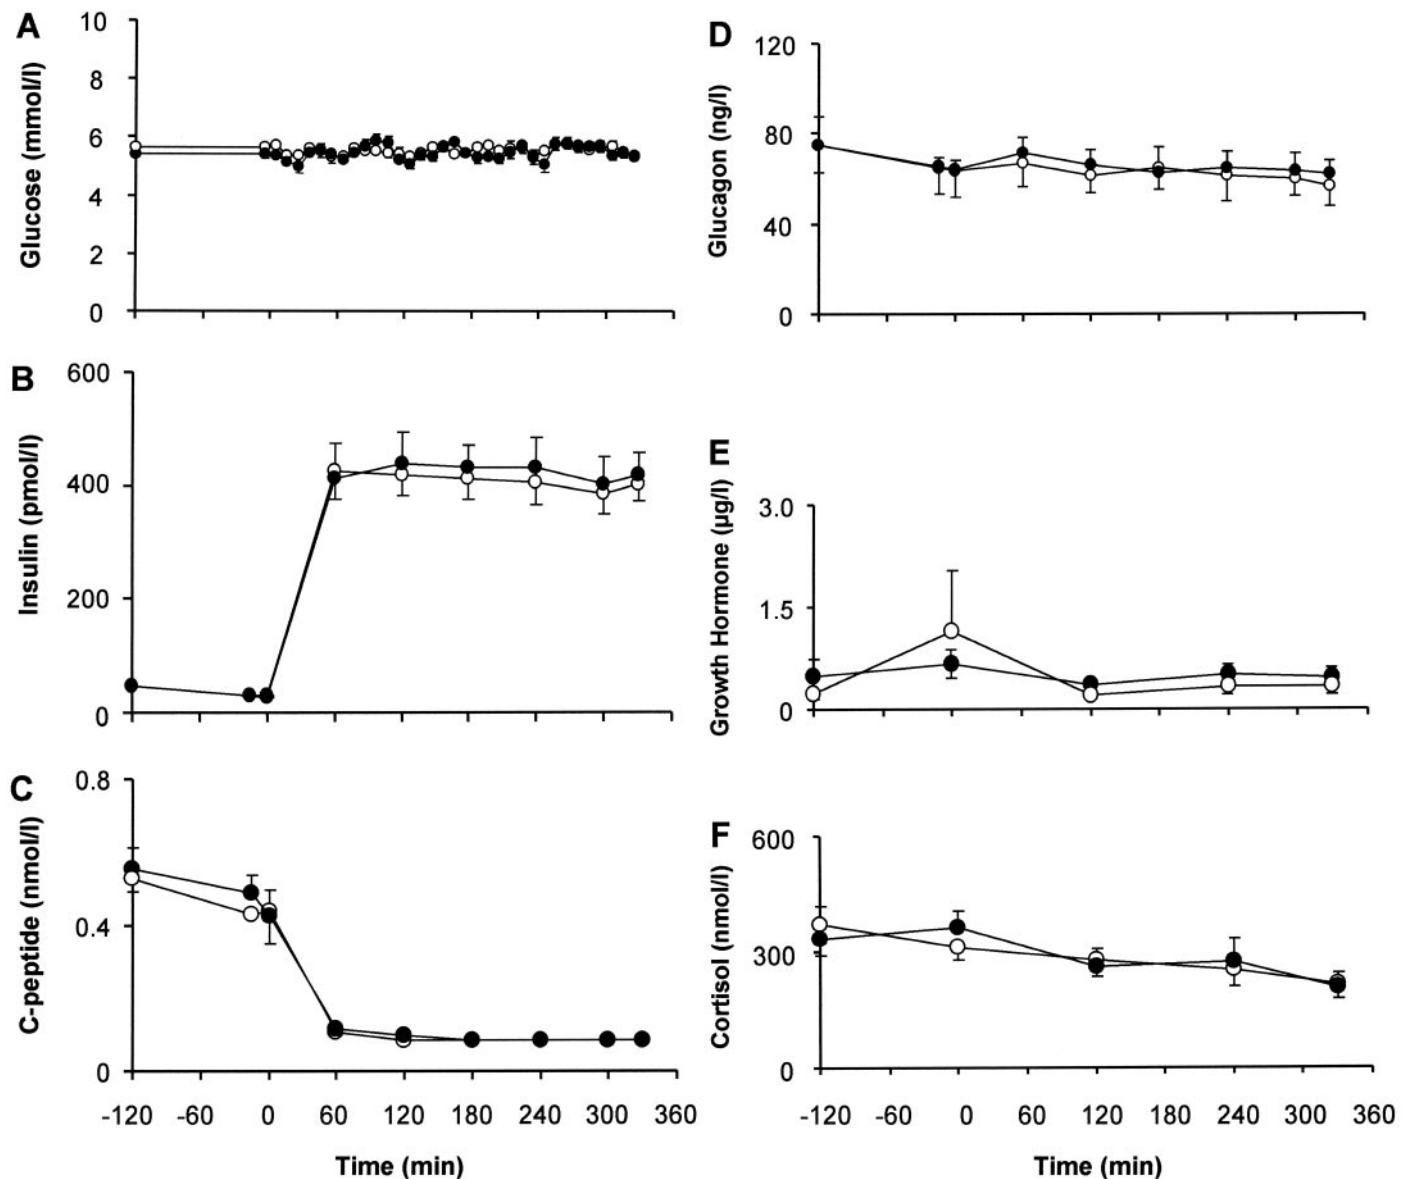 A
Glucose (mmol/l)
10
8
6
4
2
0
B
Insulin (pmol/l)
600
400
200
0
C
C-peptide (nmol/l)
0.8
0.4
0
-120 -60 0 60 120 180 240 300 360
Time (min)
D
Glucagon (ng/l)
120
80
40
0
E
Growth Hormone (µg/l)
3.0
1.5
0
F
Cortisol (nmol/l)
600
300
0
-120 -60 0 60 120 180 240 300 360
Time (min)